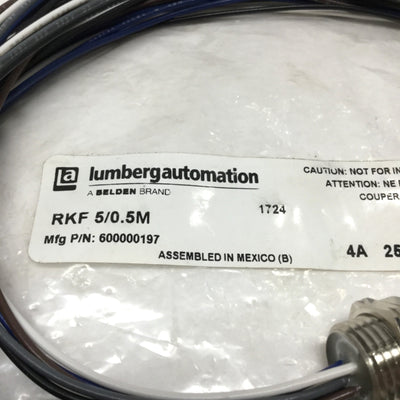 la lumbergautomation
A BELDEN BRAND
CAUTION: NOT FOR IN
ATTENTION: NE
COUPER
RKF 5/0.5M
1724
Mfg P/N: 600000197
ASSEMBLED IN MEXICO (B)
4A 25